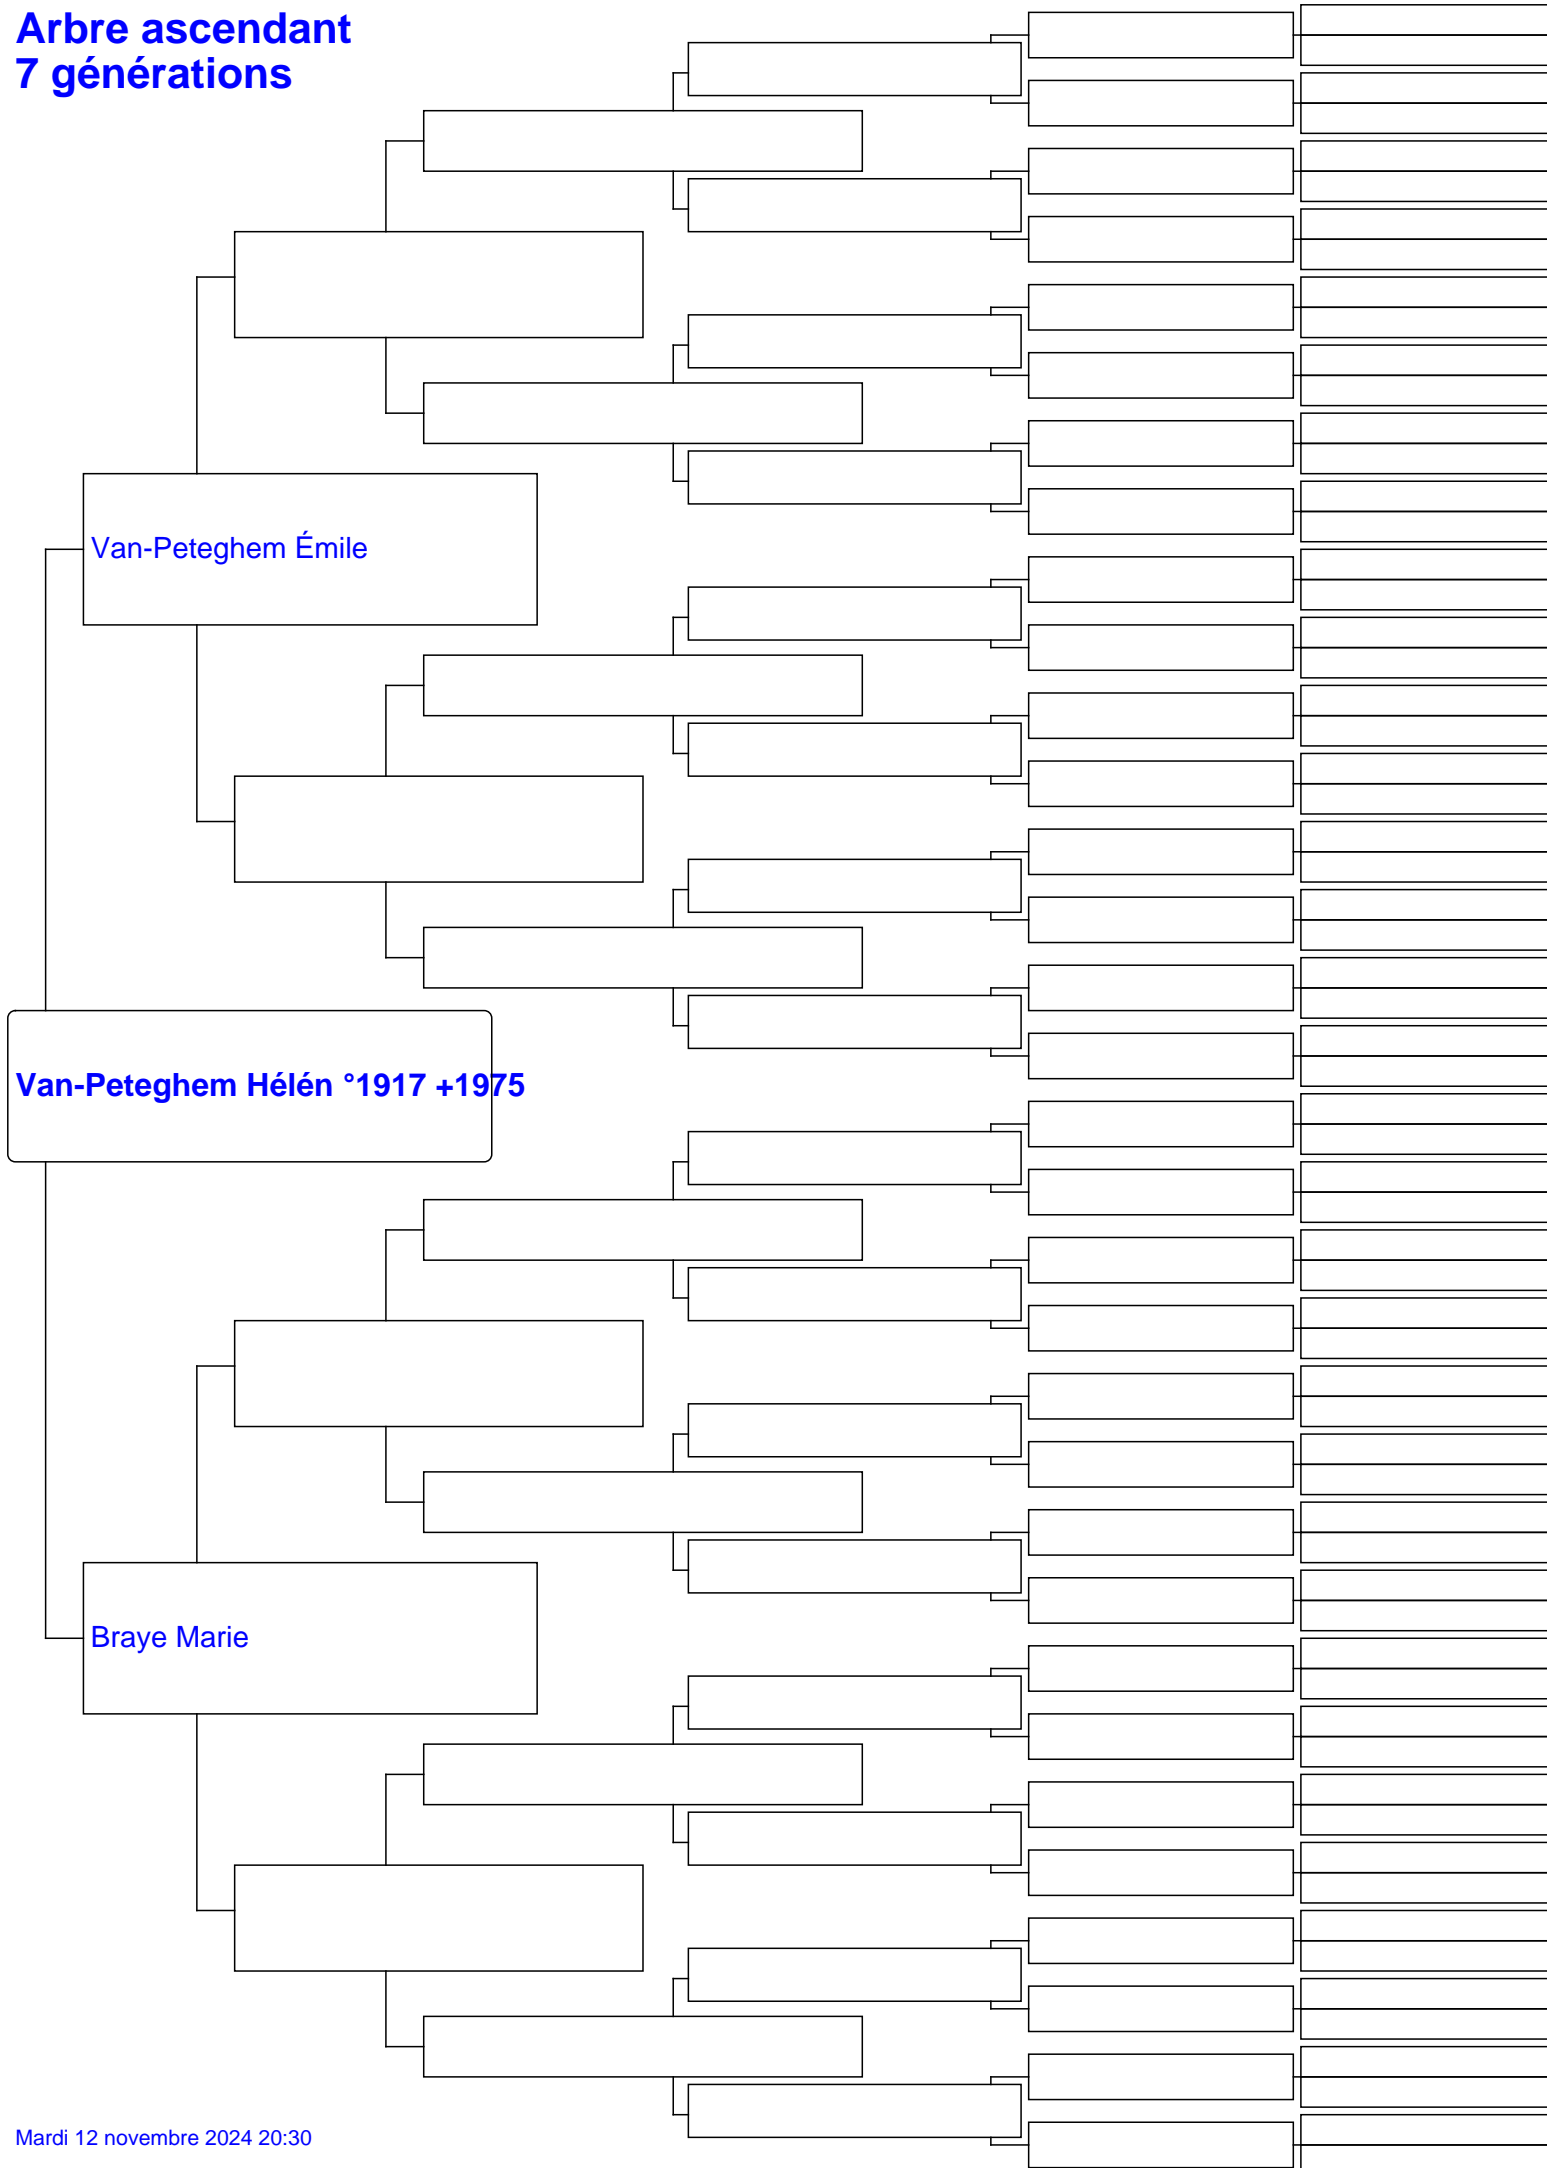 Arbre ascendant
7 générations
Van-Peteghem Émile
Van-Peteghem Hélén °1917 +1975
Braye Marie
Mardi 12 novembre 2024 20:30